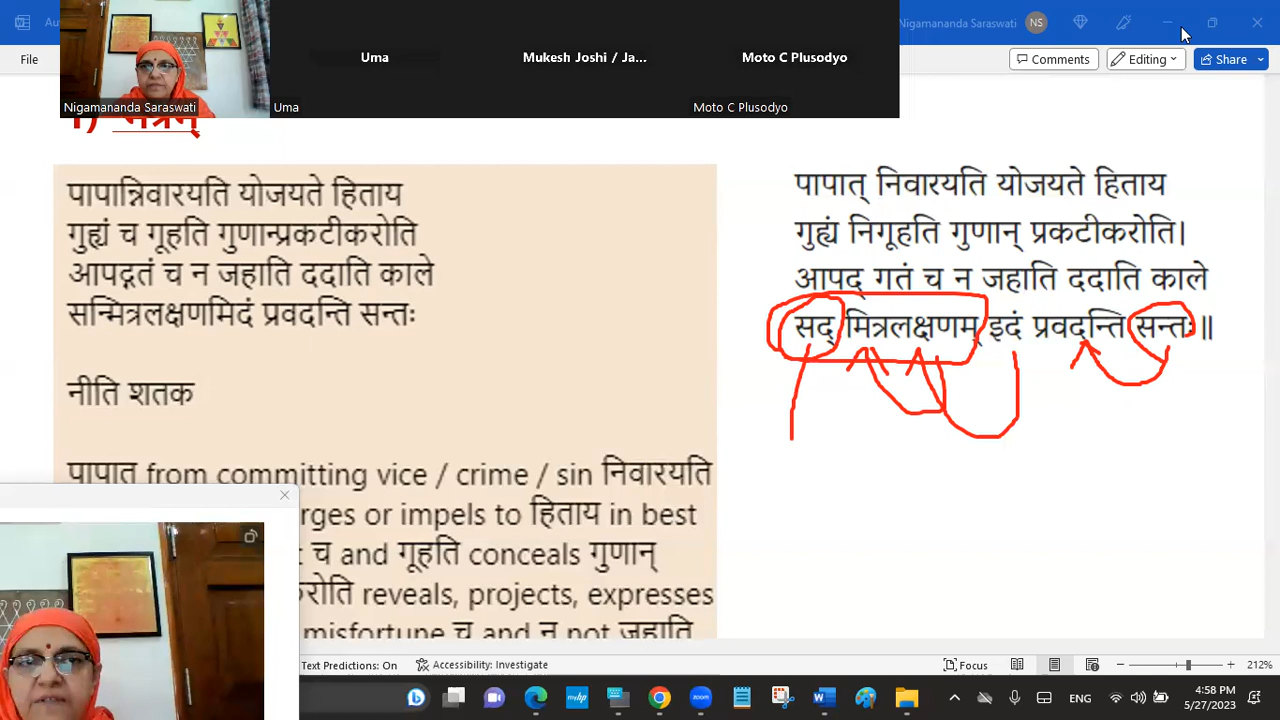 Nigamananda Saraswati NS
Uma
Mukesh Joshi / Ja...
Moto C Plusodyo
File
Comments
Editing
Share
Nigamananda Saraswati
Uma
Moto C Plusodyo
पापान्निवारयति योजयते हिताय
गुह्यं च गूहति गुणान्प्रकटीकरोति
आपद्गतं च न जहाति ददाति काले
सन्मित्रलक्षणमिदं प्रवदन्ति सन्तः
नीति शतक
पापात from committing vice / crime / sin निवारयति
rges or impels to हिताय in best
च and गूहति conceals गुणान्
reveals, projects, expresses
misfortune च and न not जहाति
पापात् निवारयति योजयते हिताय
गुह्यं निगूहति गुणान् प्रकटीकरोति।
आपद् गतं च न जहाति ददाति काले
सद् मित्रलक्षणम् इदं प्रवदन्ति सन्तः॥
Text Predictions: On
Accessibility: Investigate
Focus
212%
ENG
4:58 PM
5/27/2023